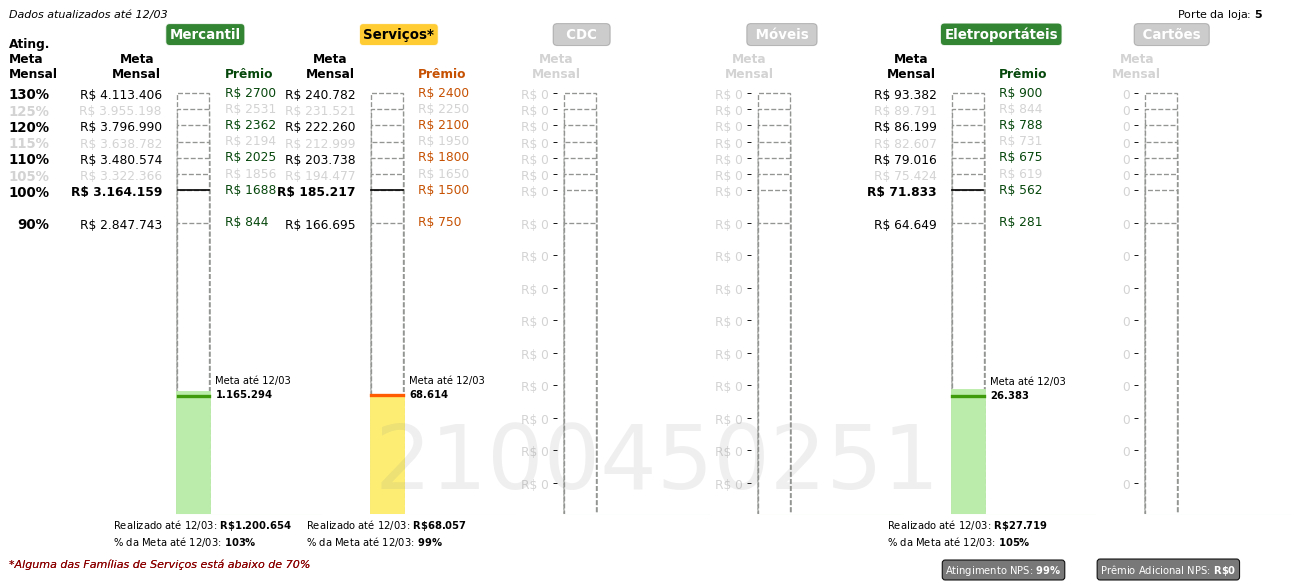 Dados atualizados até 12/03
Porte da loja: 5
Mercantil Serviços* CDC Móveis Eletroportáteis Cartões
Ating.
Meta Meta Meta Meta Meta Meta Meta
Mensal Mensal Prêmio Mensal Prêmio Mensal Mensal Mensal Prêmio Mensal
130% R$ 4.113.406 R$ 2700 R$ 240.782 R$ 2400 R$ 0 R$ 0 R$ 93.382 R$ 900 0
125% R$ 3.955.198 R$ 2531 R$ 231.521 R$ 2250 R$ 0 R$ 0 R$ 89.791 R$ 844 0
120% R$ 3.796.990 R$ 2362 R$ 222.260 R$ 2100 R$ 0 R$ 0 R$ 86.199 R$ 788 0
115% R$ 3.638.782 R$ 2194 R$ 212.999 R$ 1950 R$ 0 R$ 0 R$ 82.607 R$ 731 0
110% R$ 3.480.574 R$ 2025 R$ 203.738 R$ 1800 R$ 0 R$ 0 R$ 79.016 R$ 675 0
105% R$ 3.322.366 R$ 1856 R$ 194.477 R$ 1650 R$ 0 R$ 0 R$ 75.424 R$ 619 0
100% R$ 3.164.159 R$ 1688 R$ 185.217 R$ 1500 R$ 0 R$ 0 R$ 71.833 R$ 562 0
90% R$ 2.847.743 R$ 844 R$ 166.695 R$ 750 R$ 0 R$ 0 R$ 64.649 R$ 281 0
R$ 0 R$ 0 0
R$ 0 R$ 0 0
R$ 0 R$ 0 0
R$ 0 R$ 0 0
Meta até 12/03 Meta até 12/03 R$ 0 R$ 0 Meta até 12/03 0
1.165.294 68.614 26.383
R$ 0 R$ 0 0
R$ 0 R$ 0 0
2100450251
R$ 0 R$ 0 0
Realizado até 12/03: R$1.200.654 Realizado até 12/03: R$68.057 Realizado até 12/03: R$27.719
% da Meta até 12/03: 103% % da Meta até 12/03: 99% % da Meta até 12/03: 105%
*Alguma das Famílias de Serviços está abaixo de 70%
Atingimento NPS: 99% Prêmio Adicional NPS: R$0